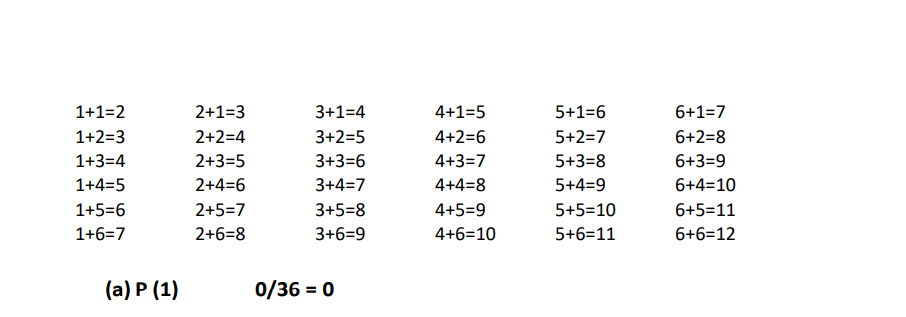 1+1=2 2+1=3 3+1=4 4+1=5 5+1=6 6+1=7
1+2=3 2+2=4 3+2=5 4+2=6 5+2=7 6+2=8
1+3=4 2+3=5 3+3=6 4+3=7 5+3=8 6+3=9
1+4=5 2+4=6 3+4=7 4+4=8 5+4=9 6+4=10
1+5=6 2+5=7 3+5=8 4+5=9 5+5=10 6+5=11
1+6=7 2+6=8 3+6=9 4+6=10 5+6=11 6+6=12
(a) P (1) 0/36 = 0